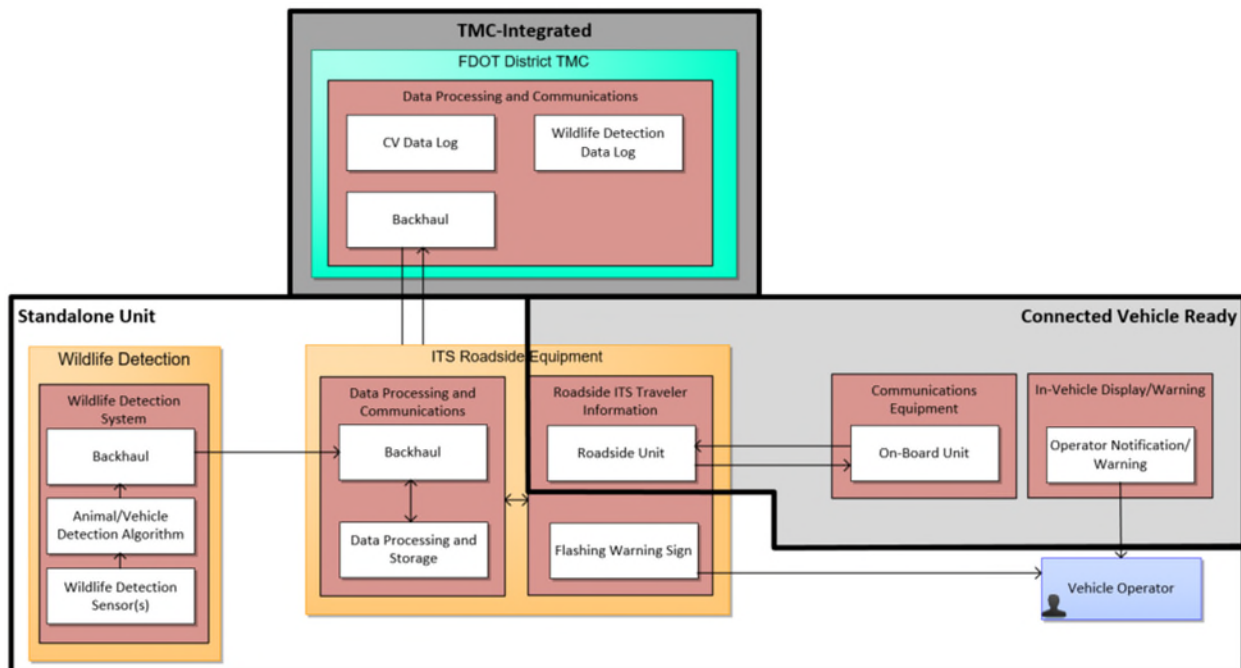 TMC-Integrated
FDOT District TMC
Data Processing and Communications
CV Data Log
Wildlife Detection
Data Log
Backhaul
Standalone Unit
Connected Vehicle Ready
Wildlife Detection
Wildlife Detection
System
Backhaul
Animal/Vehicle
Detection Algorithm
Wildlife Detection
Sensor(s)
ITS Roadside Equipment
Data Processing and
Communications
Backhaul
Data Processing and
Storage
Roadside ITS Traveler
Information
Roadside Unit
Flashing Warning Sign
Communications
Equipment
On-Board Unit
In-Vehicle Display/Warning
Operator Notification/
Warning
Vehicle Operator